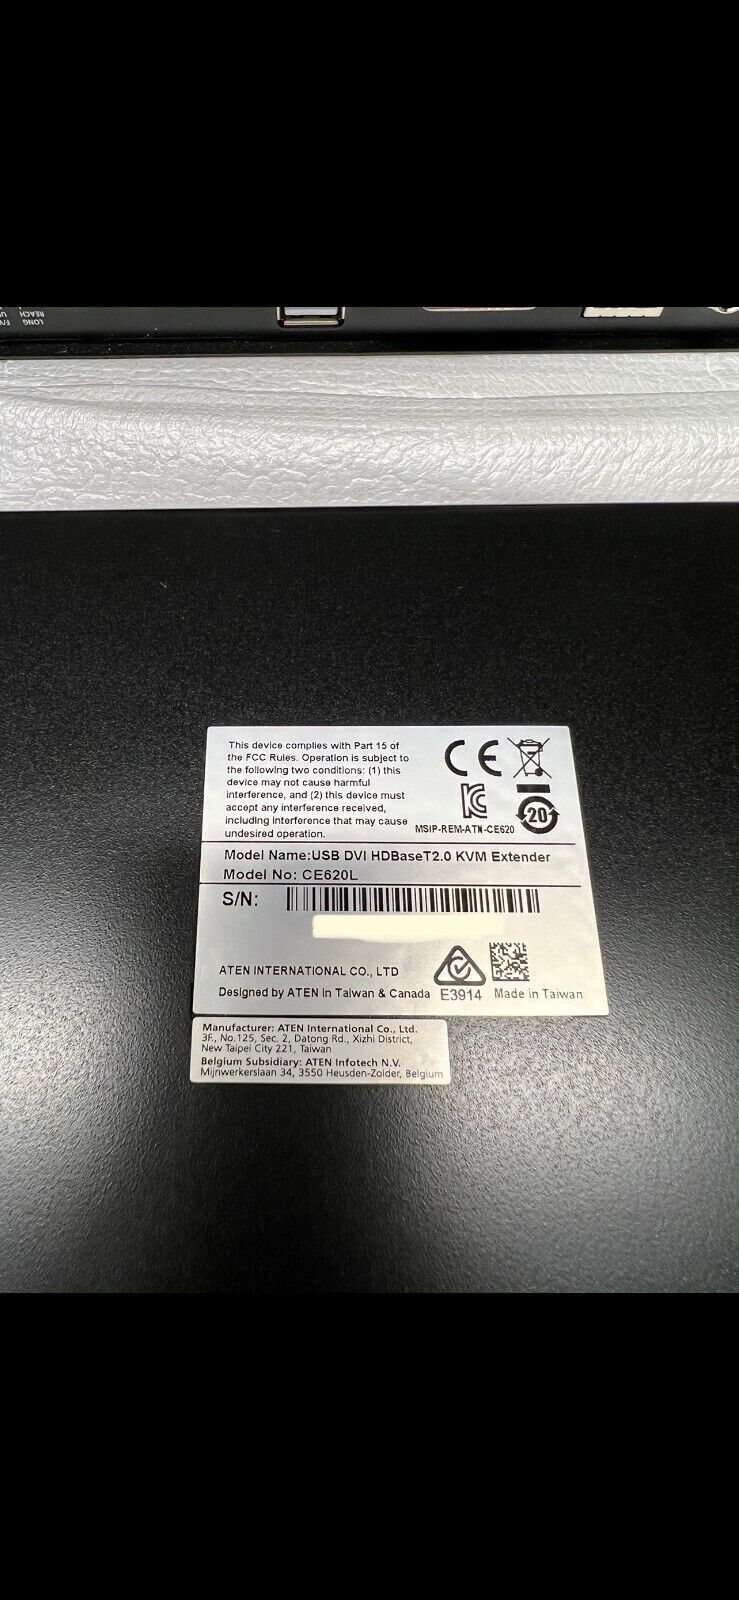 LONG
REACH
This device complies with Part 15 of
the FCC Rules. Operation is subject to
the following two conditions: (1) this
device may not cause harmful
interference, and (2) this device must
accept any interference received,
including interference that may cause
undesired operation.
CE
20
MSIP-REM-ATN-CE620
Model Name:USB DVI HDBaseT2.0 KVM Extender
Model No: CE620L
S/N:
ATEN INTERNATIONAL CO., LTD
Designed by ATEN in Taiwan & Canada
E3914
Made in Taiwan
Manufacturer: ATEN International Co., Ltd.
3F., No.125, Sec. 2, Datong Rd., Xizhi District,
New Taipei City 221, Taiwan
Belgium Subsidiary: ATEN Infotech N.V.
Mijnwerkerslaan 34, 3550 Heusden-Zolder, Belgium